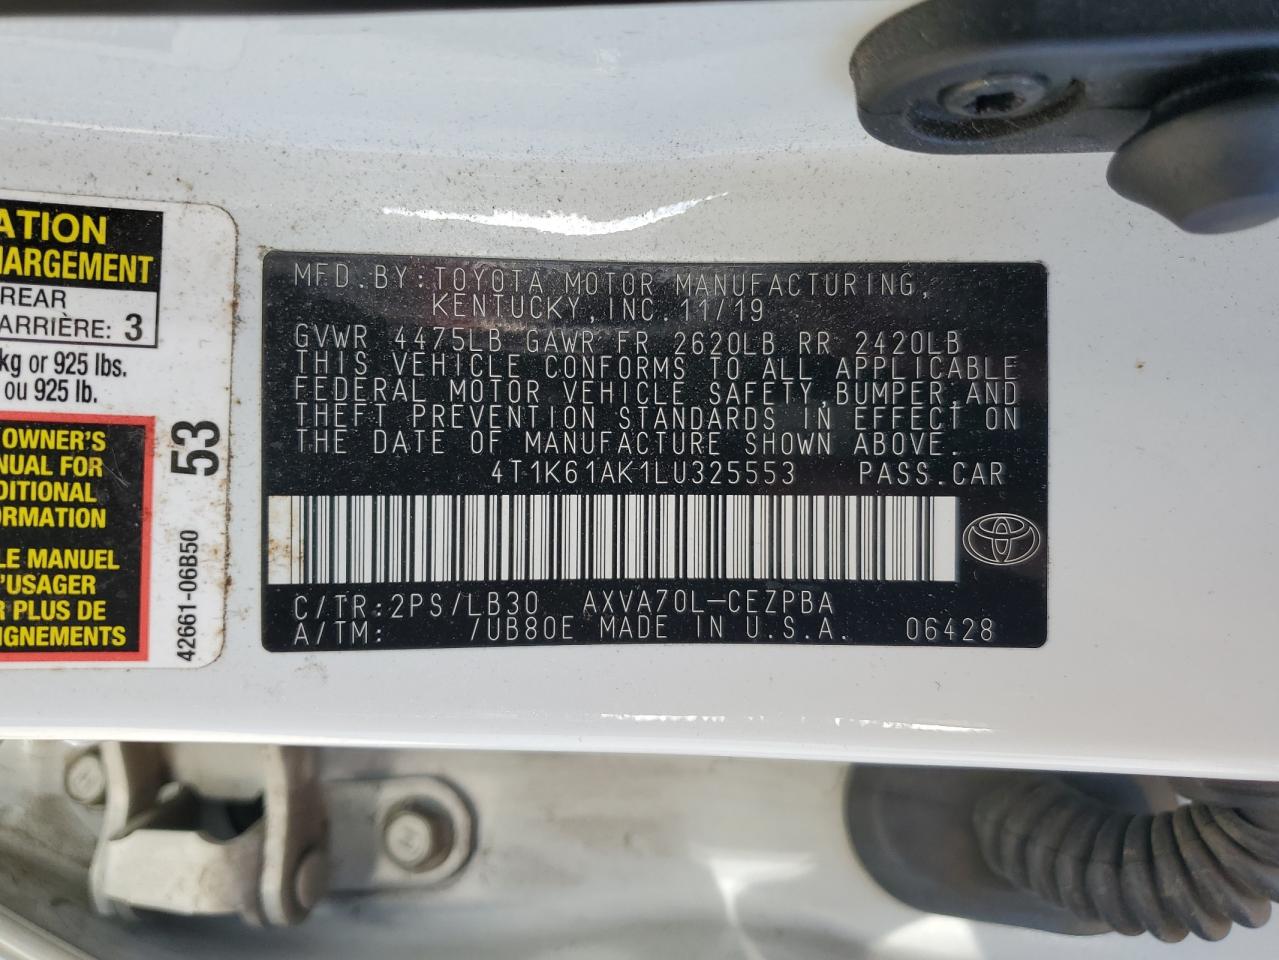 ATION
HARGEMENT
REAR
ARRIÈRE: 3
kg or 925 lbs.
ou 925 lb.
OWNER'S
NUAL FOR
DITIONAL
ORMATION
LE MANUEL
'USAGER
R PLUS DE
IGNEMENTS
53
42661-06B50
MFD.BY:TOYOTA MOTOR MANUFACTURING,
KENTUCKY,INC.11/19
GVWR 4475LB GAWR FR 2620LB RR 2420LB
THIS VEHICLE CONFORMS TO ALL APPLICABLE
FEDERAL MOTOR VEHICLE SAFETY,BUMPER,AND
THEFT PREVENTION STANDARDS IN EFFECT ON
THE DATE OF MANUFACTURE SHOWN ABOVE.
4T1K61AK1LU325553 PASS.CAR
C/TR:2PS/LB30 AXVA70L-CEZPBA
A/TM: /UB80E MADE IN U.S.A. 06428